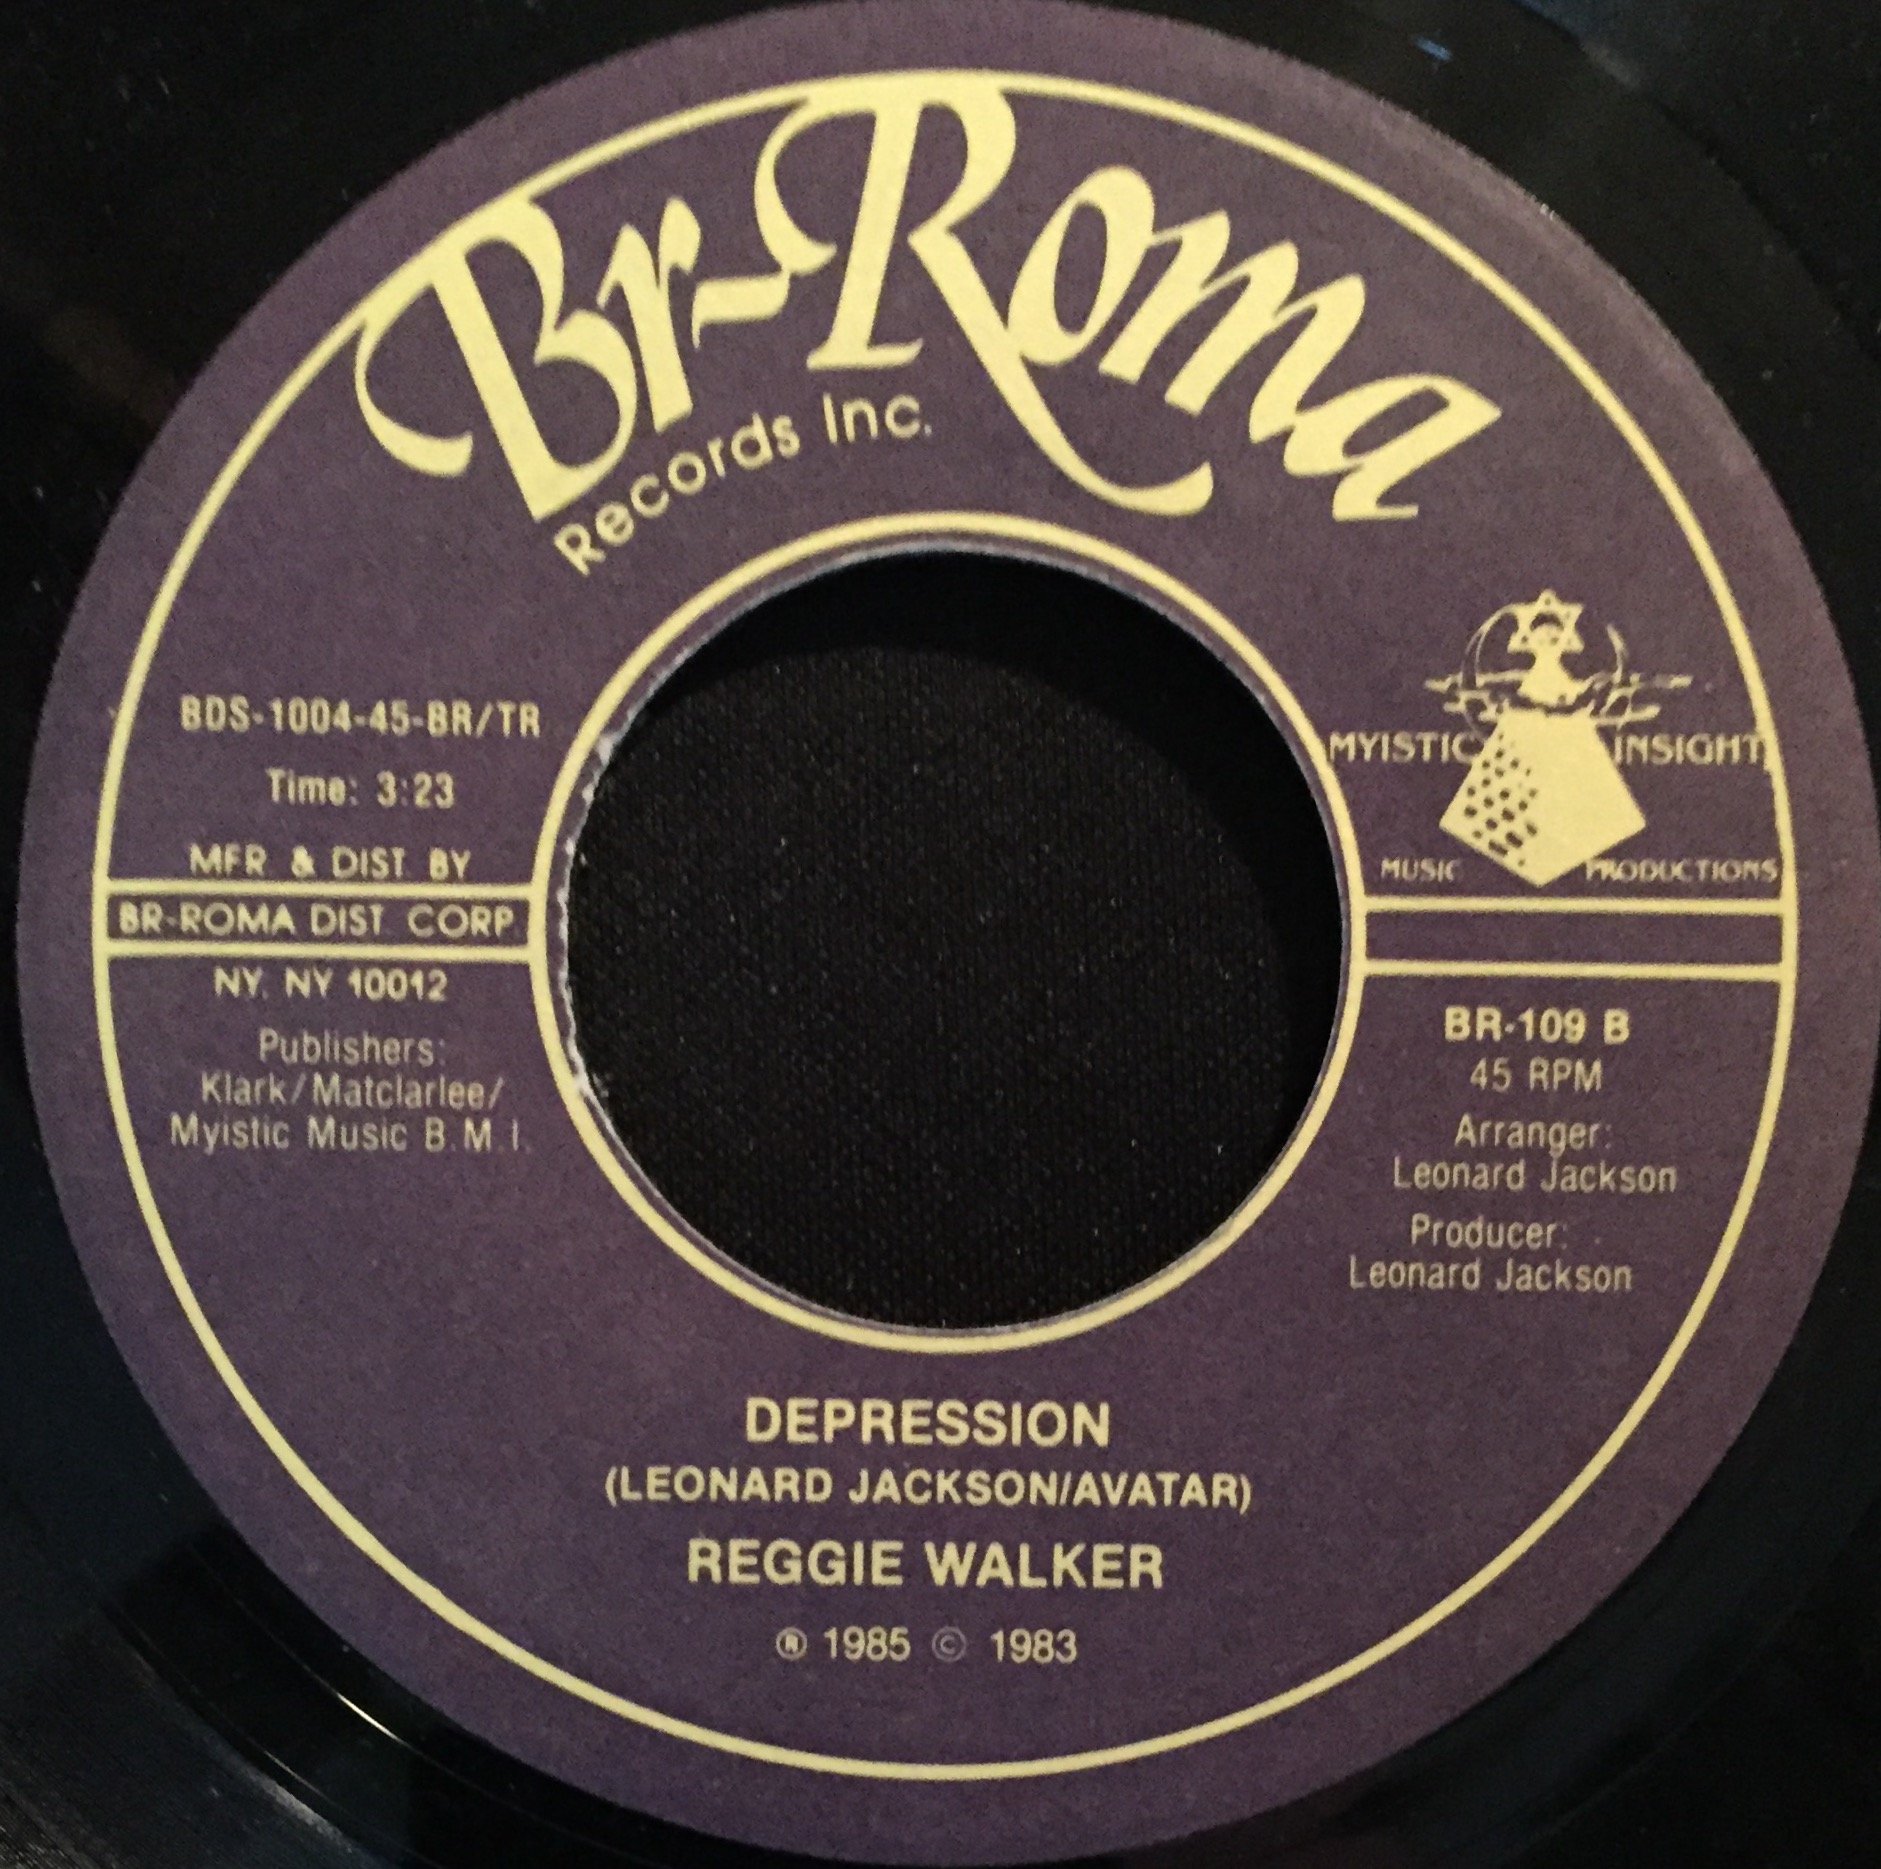 Br-Roma
Records Inc.
BDS-1004-45-BR/TR
Time: 3:23
MFR. & DIST. BY
BR-ROMA DIST. CORP.
NY. NY 10012
Publishers:
Klark/Matclarlee/
Myistic Music B.M.I.
MYISTIC INSIGHT
MUSIC PRODUCTIONS
BR-109 B
45 RPM
Arranger:
Leonard Jackson
Producer:
Leonard Jackson
DEPRESSION
(LEONARD JACKSON/AVATAR)
REGGIE WALKER
® 1985 © 1983